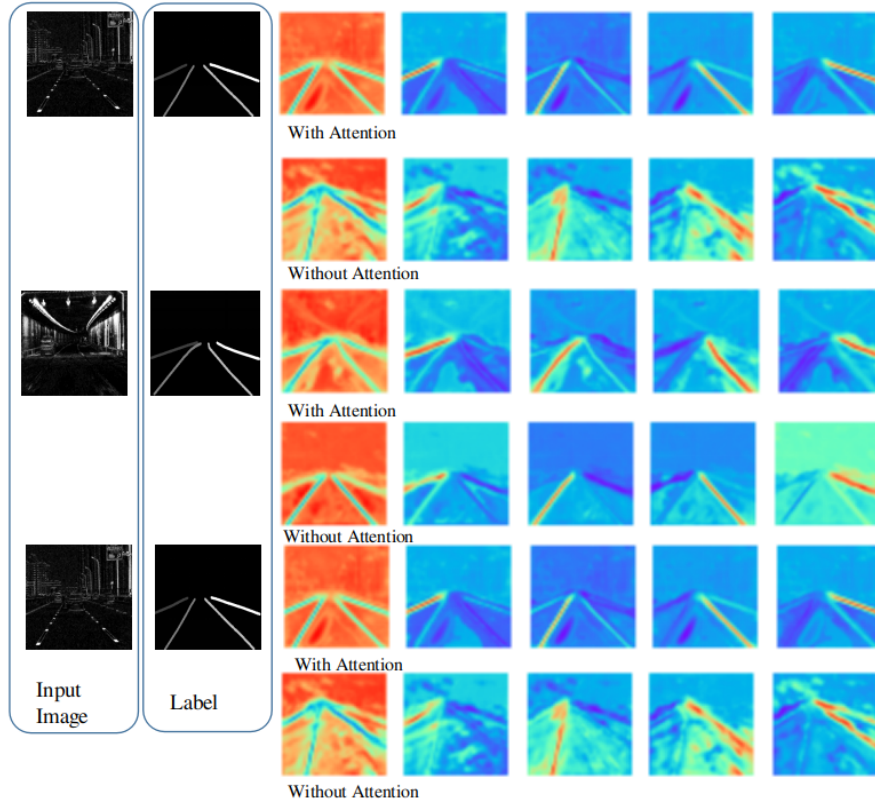 With Attention
Without Attention
With Attention
Without Attention
With Attention
Input
Image
Label
Without Attention